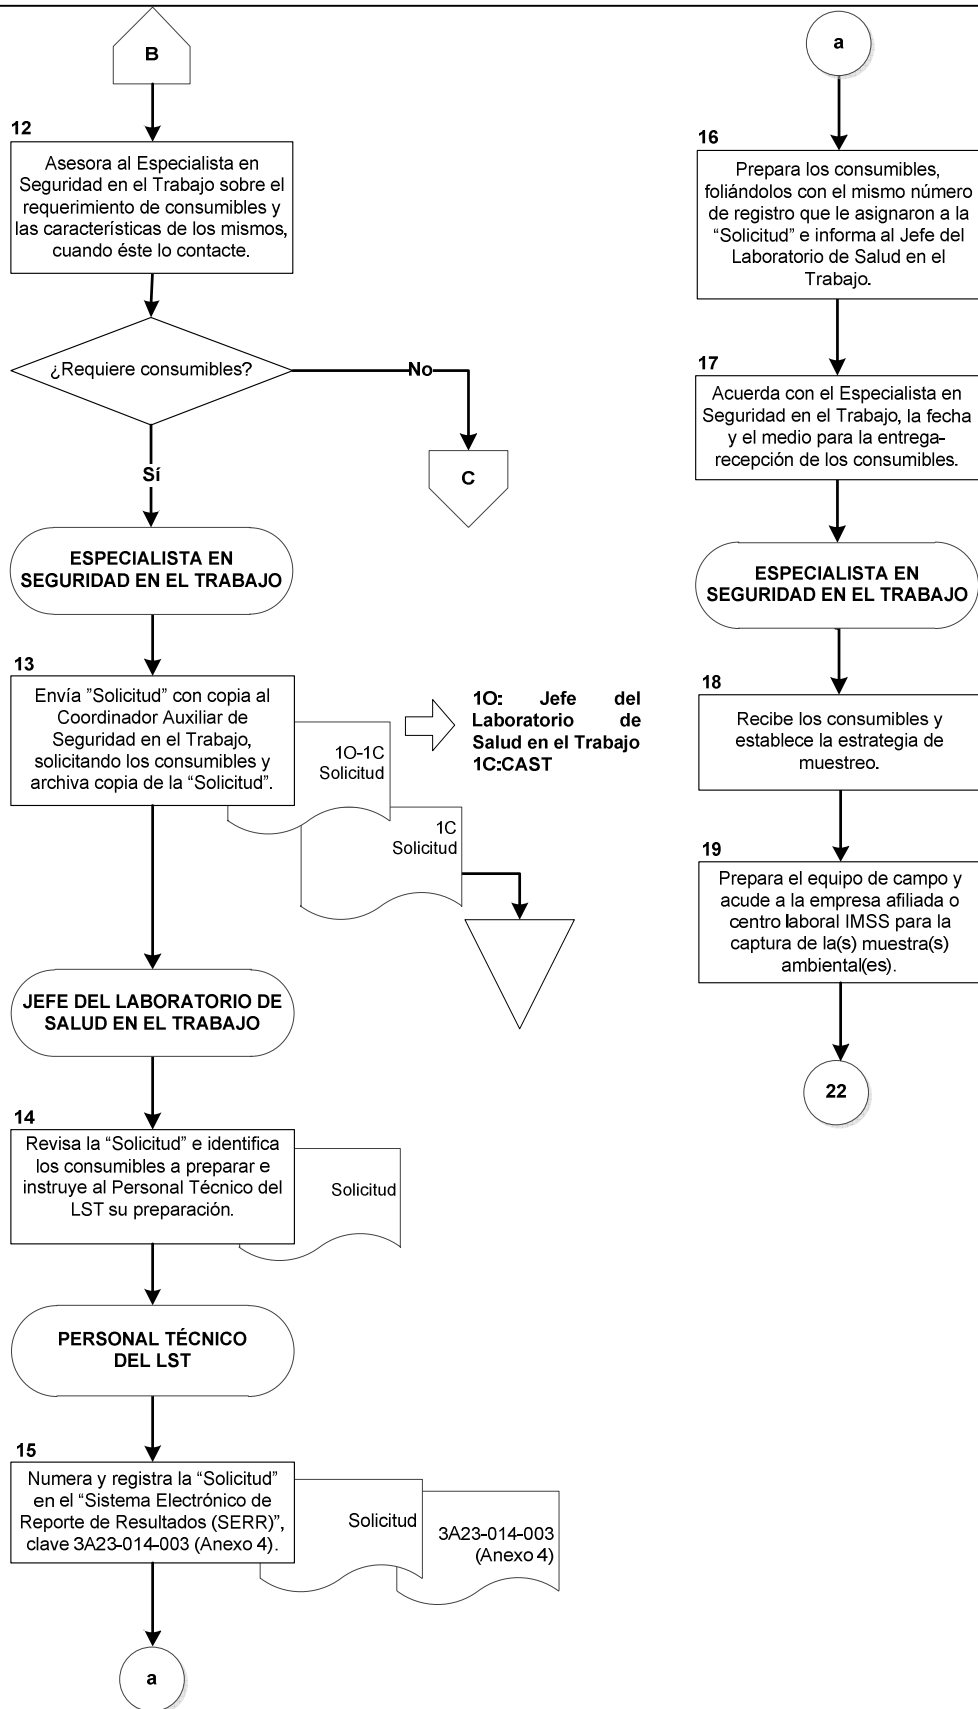 B
12
Asesora al Especialista en
Seguridad en el Trabajo sobre el
requerimiento de consumibles y
las características de los mismos,
cuando éste lo contacte.
¿Requiere consumibles?
No
C
Sí
ESPECIALISTA EN
SEGURIDAD EN EL TRABAJO
13
Envía ”Solicitud” con copia al
Coordinador Auxiliar de
Seguridad en el Trabajo,
solicitando los consumibles y
archiva copia de la “Solicitud”.
1O-1C
Solicitud
1O: Jefe del
Laboratorio de
Salud en el Trabajo
1C:CAST
1C
Solicitud
JEFE DEL LABORATORIO DE
SALUD EN EL TRABAJO
14
Revisa la “Solicitud” e identifica
los consumibles a preparar e
instruye al Personal Técnico del
LST su preparación.
Solicitud
PERSONAL TÉCNICO
DEL LST
15
Numera y registra la “Solicitud”
en el “Sistema Electrónico de
Reporte de Resultados (SERR)”,
clave 3A23-014-003 (Anexo 4).
Solicitud
3A23-014-003
(Anexo 4)
a
a
16
Prepara los consumibles,
foliándolos con el mismo número
de registro que le asignaron a la
“Solicitud” e informa al Jefe del
Laboratorio de Salud en el
Trabajo.
17
Acuerda con el Especialista en
Seguridad en el Trabajo, la fecha
y el medio para la entrega-
recepción de los consumibles.
ESPECIALISTA EN
SEGURIDAD EN EL TRABAJO
18
Recibe los consumibles y
establece la estrategia de
muestreo.
19
Prepara el equipo de campo y
acude a la empresa afiliada o
centro laboral IMSS para la
captura de la(s) muestra(s)
ambiental(es).
22